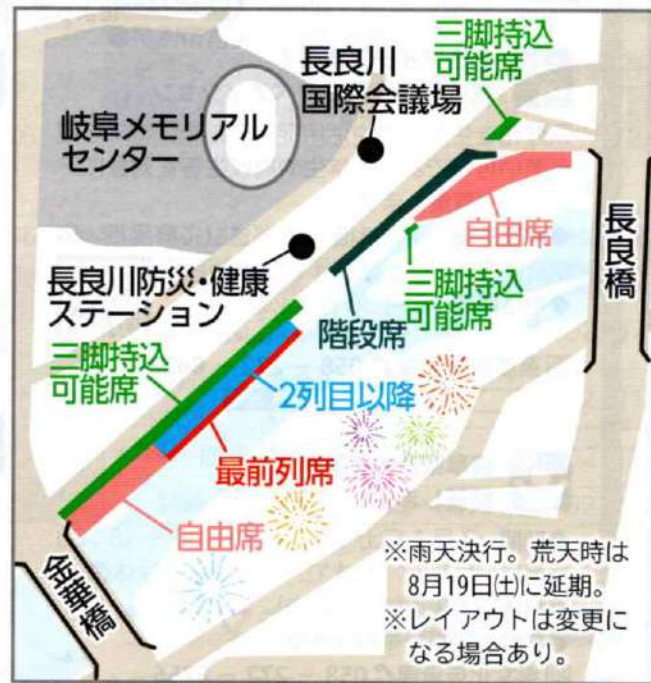 三脚持込
可能席
長良川
国際会議場
岐阜メモリアル
センター
自由席
長良橋
三脚持込
可能席
階段席
長良川防災・健康
ステーション
三脚持込
可能席
2列目以降
最前列席
自由席
金華橋
※雨天決行。荒天時は
8月19日(土)に延期。
※レイアウトは変更に
なる場合あり。